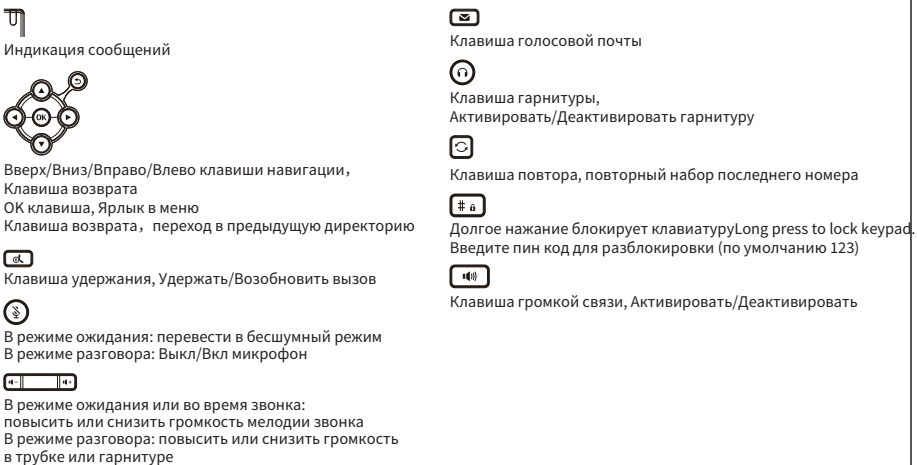 Индикация сообщений
OK
Вверх/Вниз/Вправо/Влево клавиши навигации，
Клавиша возврата
OK клавиша, Ярлык в меню
Клавиша возврата，переход в предыдущую директорию
Клавиша удержания, Удержать/Возобновить вызов
В режиме ожидания: перевести в бесшумный режим
В режиме разговора: Выкл/Вкл микрофон
В режиме ожидания или во время звонка:
повысить или снизить громкость мелодии звонка
В режиме разговора: повысить или снизить громкость
в трубке или гарнитуре
Клавиша голосовой почты
Клавиша гарнитуры,
Активировать/Деактивировать гарнитуру
Клавиша повтора, повторный набор последнего номера
#
Долгое нажание блокирует клавиатуруLong press to lock keypad.
Введите пин код для разблокировки (по умолчанию 123)
Клавиша громкой связи, Активировать/Деактивировать